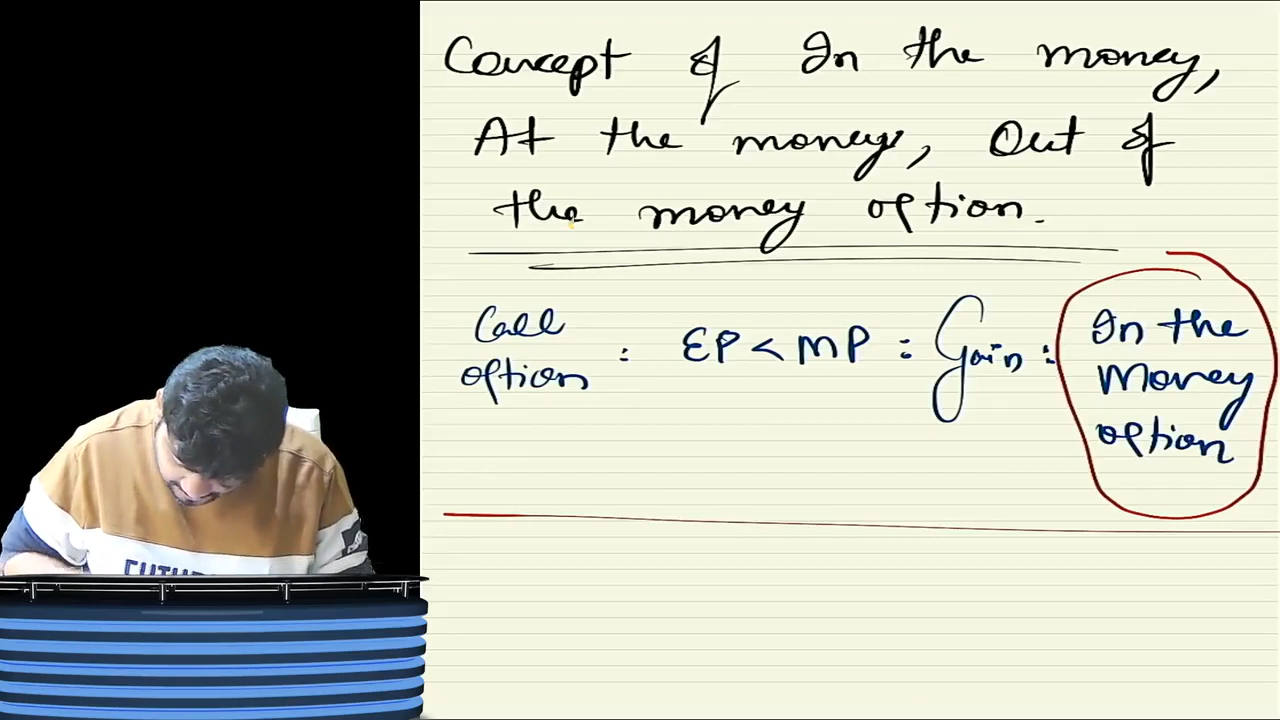 Concept of In the money,
At the money, Out of
the money option.
Call option : EP < MP : Gain : In the Money option